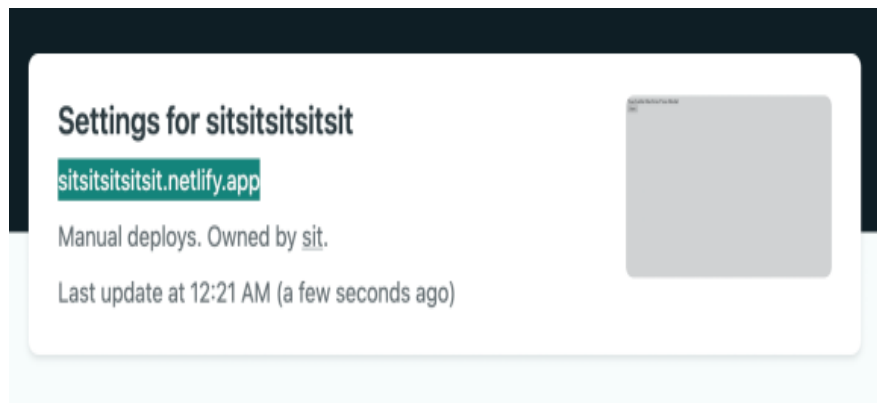 Settings for sitsitsitsitsit
sitsitsitsitsit.netlify.app
Manual deploys. Owned by sit.
Last update at 12:21 AM (a few seconds ago)